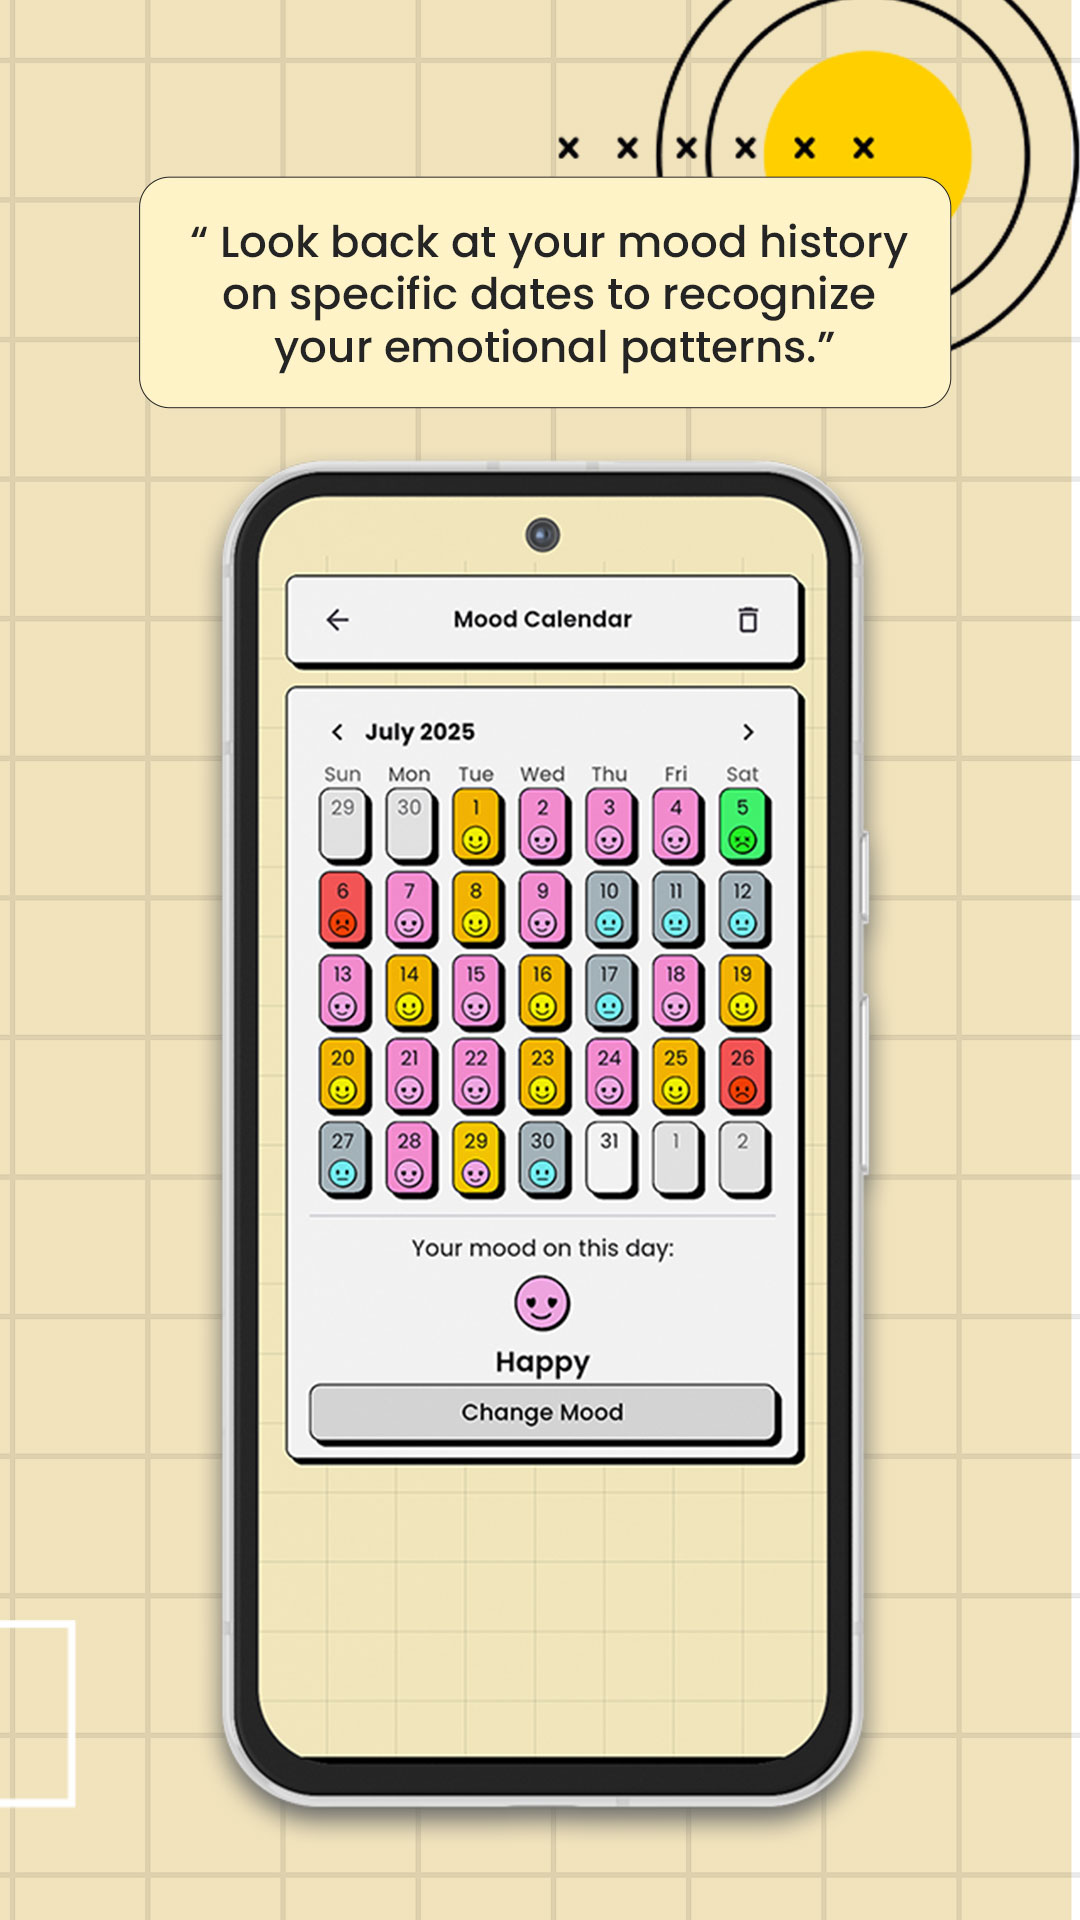 “ Look back at your mood history
on specific dates to recognize
your emotional patterns.”
Mood Calendar
July 2025
Sun Mon Tue Wed Thu Fri Sat
29 30 1 2 3 4 5
6 7 8 9 10 11 12
13 14 15 16 17 18 19
20 21 22 23 24 25 26
27 28 29 30 31 1 2
Your mood on this day:
Happy
Change Mood